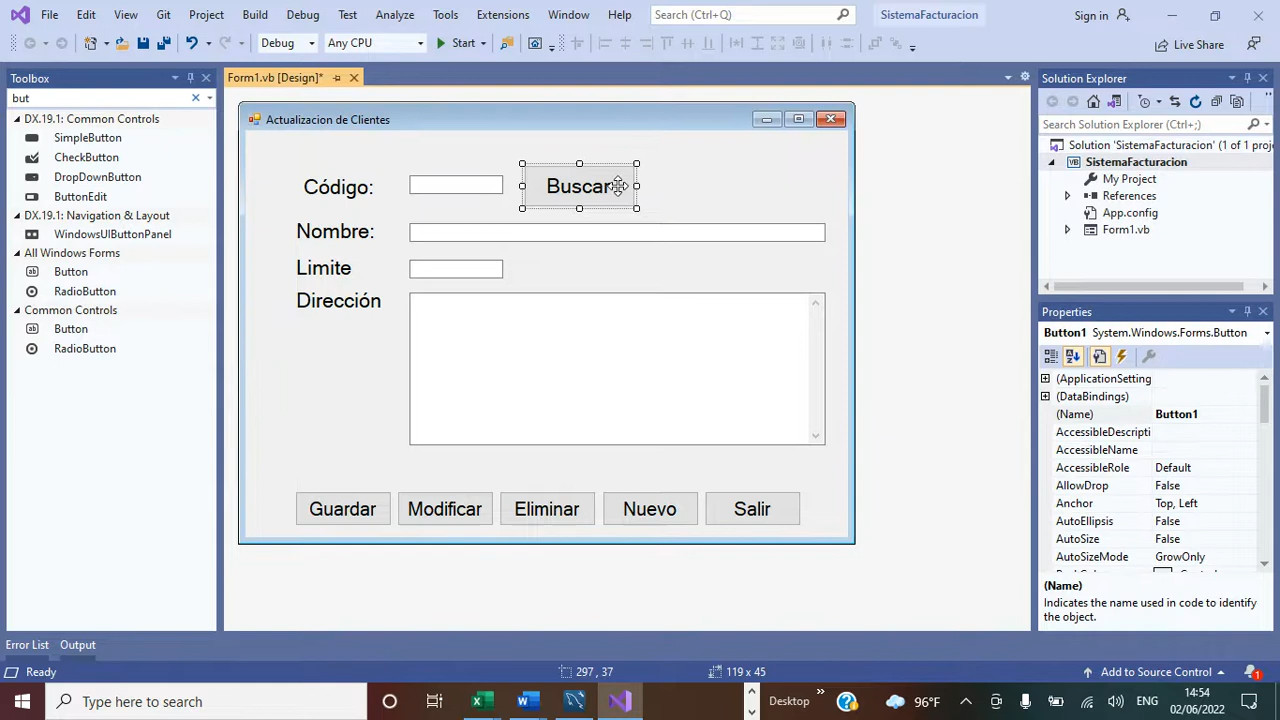 File Edit View Git Project Build Debug Test Analyze Tools Extensions Window Help Search (Ctrl+Q) SistemaFacturacion Sign in
Debug Any CPU Start Live Share
Toolbox
but
DX.19.1: Common Controls
SimpleButton
CheckButton
DropDownButton
ButtonEdit
DX.19.1: Navigation & Layout
WindowsUIButtonPanel
All Windows Forms
Button
RadioButton
Common Controls
Button
RadioButton
Form1.vb [Design]*
Actualizacion de Clientes
Código:
Buscar
Nombre:
Limite
Dirección
Guardar Modificar Eliminar Nuevo Salir
Solution Explorer
Search Solution Explorer (Ctrl+;)
Solution 'SistemaFacturacion' (1 of 1 project)
SistemaFacturacion
My Project
References
App.config
Form1.vb
Properties
Button1 System.Windows.Forms.Button
(ApplicationSetting
(DataBindings)
(Name) Button1
AccessibleDescripti
AccessibleName
AccessibleRole Default
AllowDrop False
Anchor Top, Left
AutoEllipsis False
AutoSize False
AutoSizeMode GrowOnly
(Name)
Indicates the name used in code to identify
the object.
Error List Output
Ready 297, 37 119 x 45 Add to Source Control 1
Type here to search Desktop 96°F ENG 14:54
02/06/2022